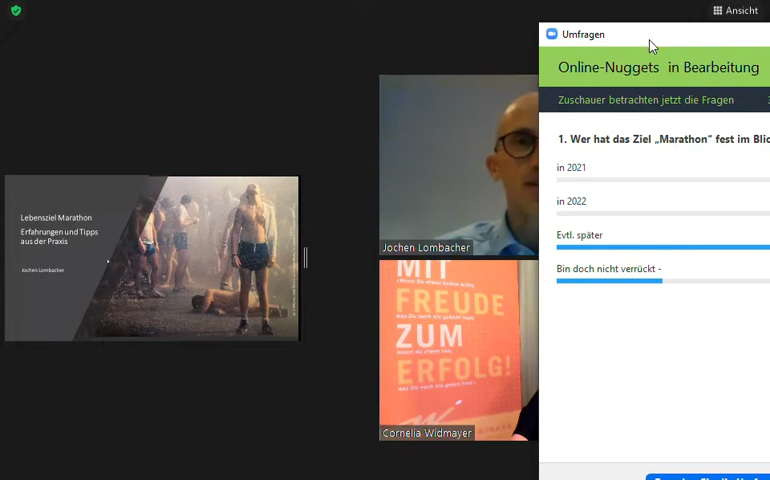 Ansicht
Umfragen
Online-Nuggets in Bearbeitung
Zuschauer betrachten jetzt die Fragen
1. Wer hat das Ziel „Marathon" fest im Blic
in 2021
in 2022
Evtl. später
Bin doch nicht verrückt -
Lebensziel Marathon
Erfahrungen und Tipps
aus der Praxis
Jochen Lombacher
Jochen Lombacher
MIT
FREUDE
ZUM
ERFOLG!
Cornelia Widmayer